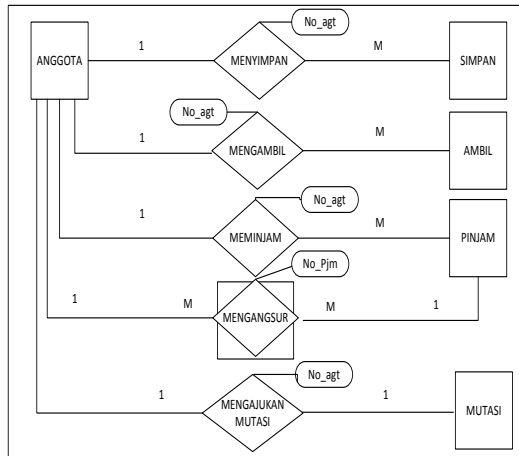 No_agt
ANGGOTA
1
MENYIMPAN
M
SIMPAN
No_agt
1
MENGAMBIL
M
AMBIL
No_agt
1
MEMINJAM
M
PINJAM
No_Pjm
1
M
MENGANGSUR
M
1
No_agt
1
MENGAJUKAN
MUTASI
1
MUTASI